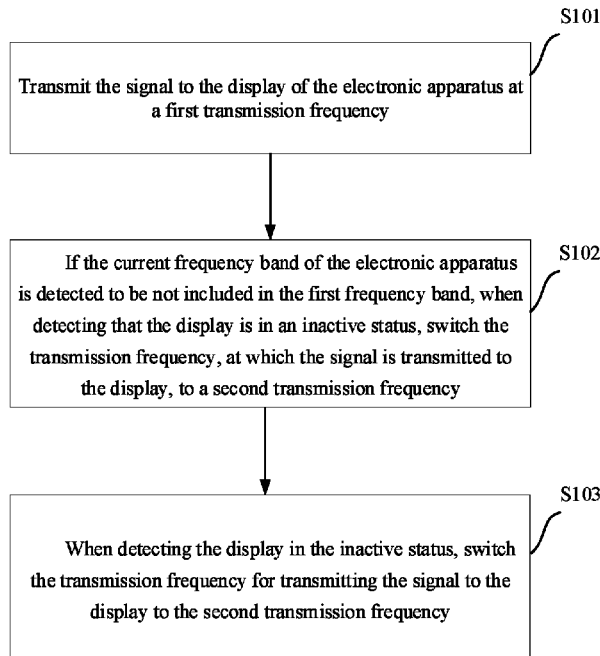 S101
Transmit the signal to the display of the electronic apparatus at
a first transmission frequency
S102
If the current frequency band of the electronic apparatus
is detected to be not included in the first frequency band, when
detecting that the display is in an inactive status, switch the
transmission frequency, at which the signal is transmitted to
the display, to a second transmission frequency
S103
When detecting the display in the inactive status, switch
the transmission frequency for transmitting the signal to the
display to the second transmission frequency